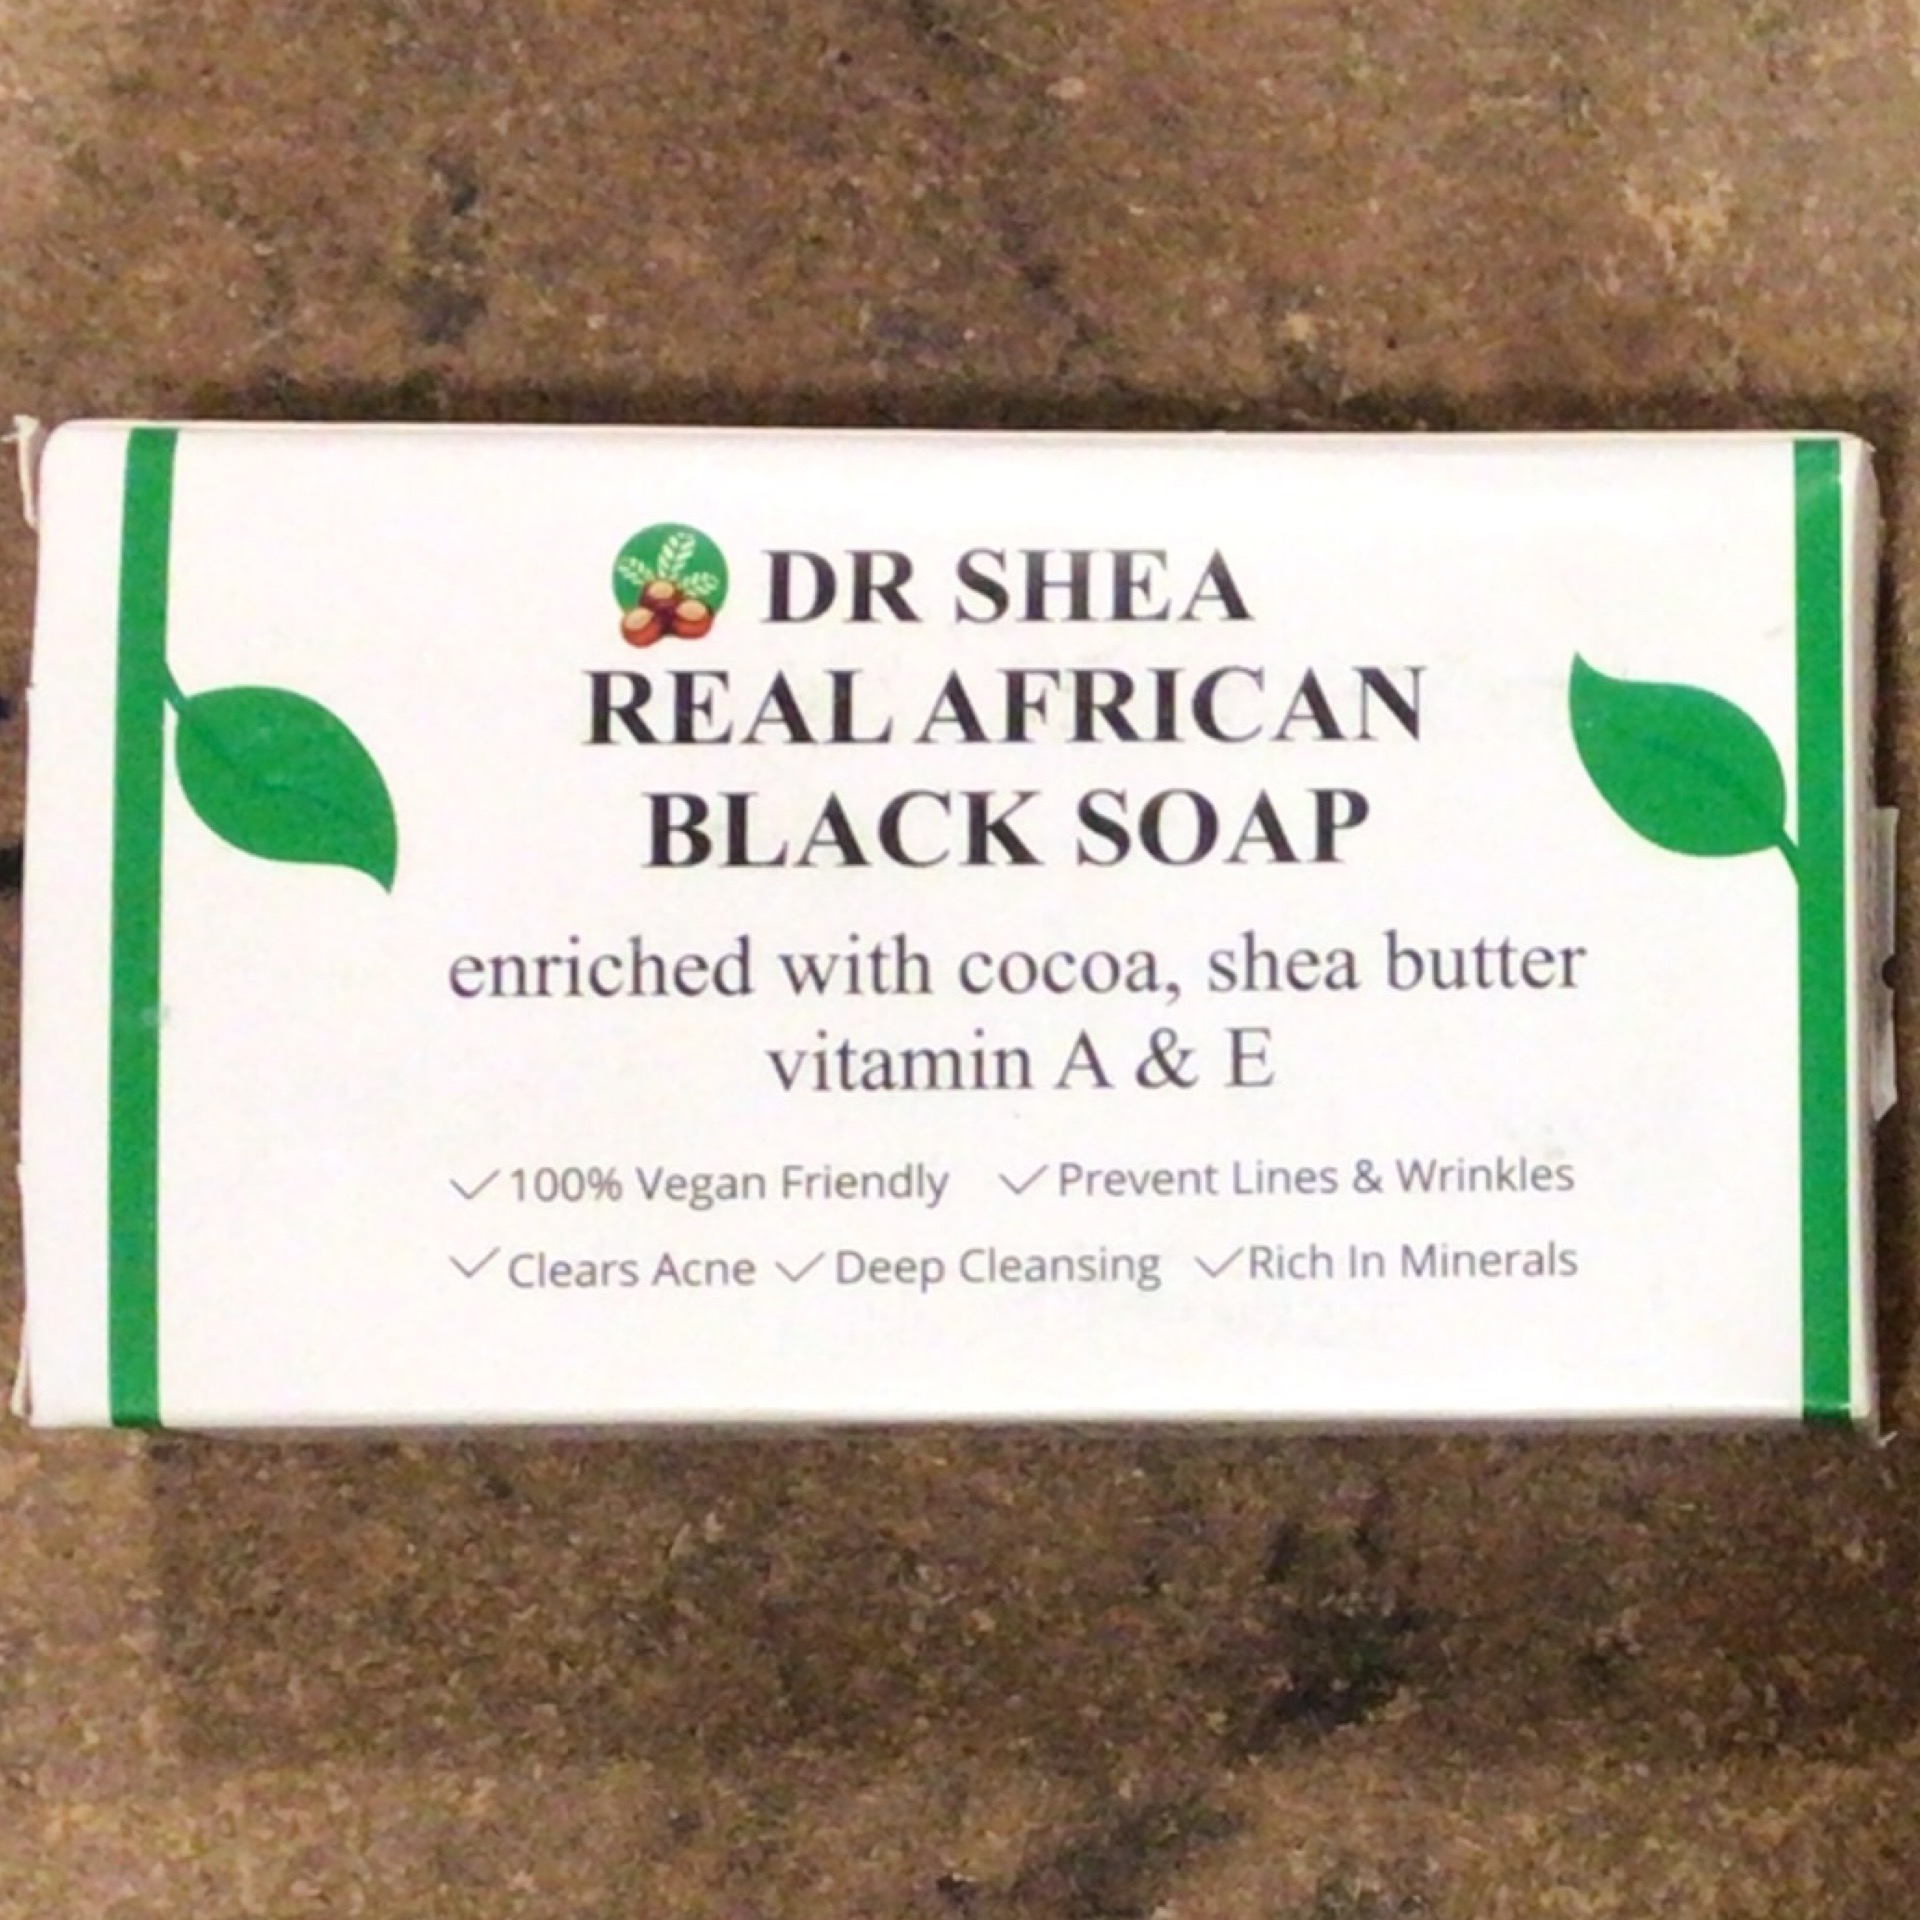 DR SHEA
REAL AFRICAN
BLACK SOAP
enriched with cocoa, shea butter
vitamin A & E
✓100% Vegan Friendly ✓Prevent Lines & Wrinkles
✓Clears Acne ✓Deep Cleansing ✓Rich In Minerals